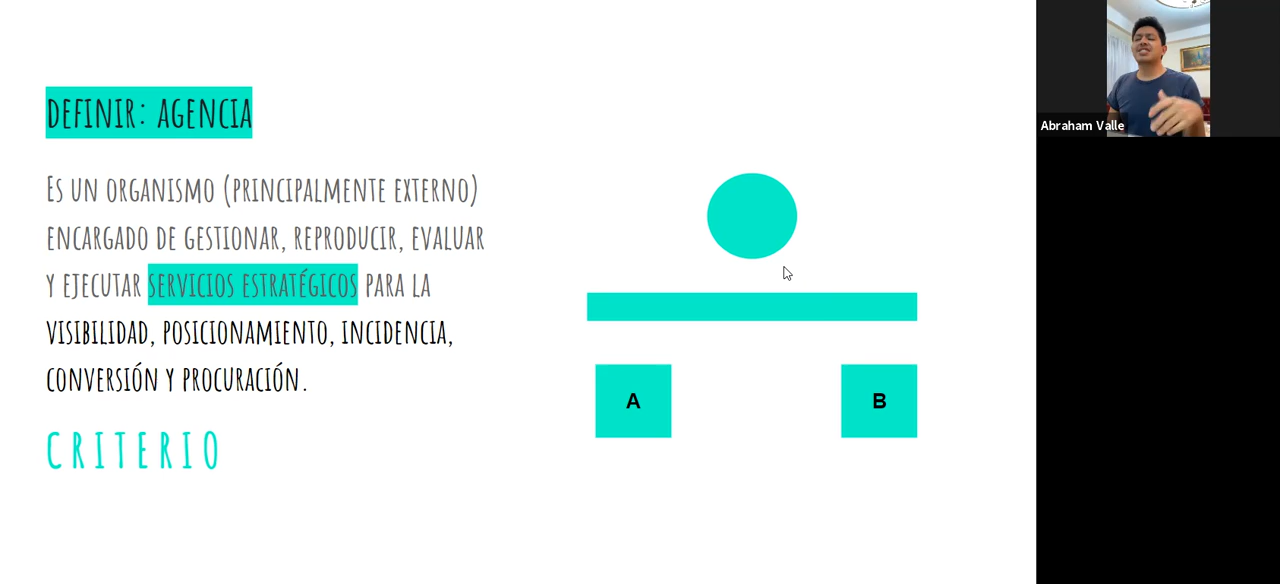 DEFINIR: AGENCIA
ES UN ORGANISMO (PRINCIPALMENTE EXTERNO)
ENCARGADO DE GESTIONAR, REPRODUCIR, EVALUAR
Y EJECUTAR SERVICIOS ESTRATÉGICOS PARA LA
VISIBILIDAD, POSICIONAMIENTO, INCIDENCIA,
CONVERSIÓN Y PROCURACIÓN.
CRITERIO
A
B
Abraham Valle